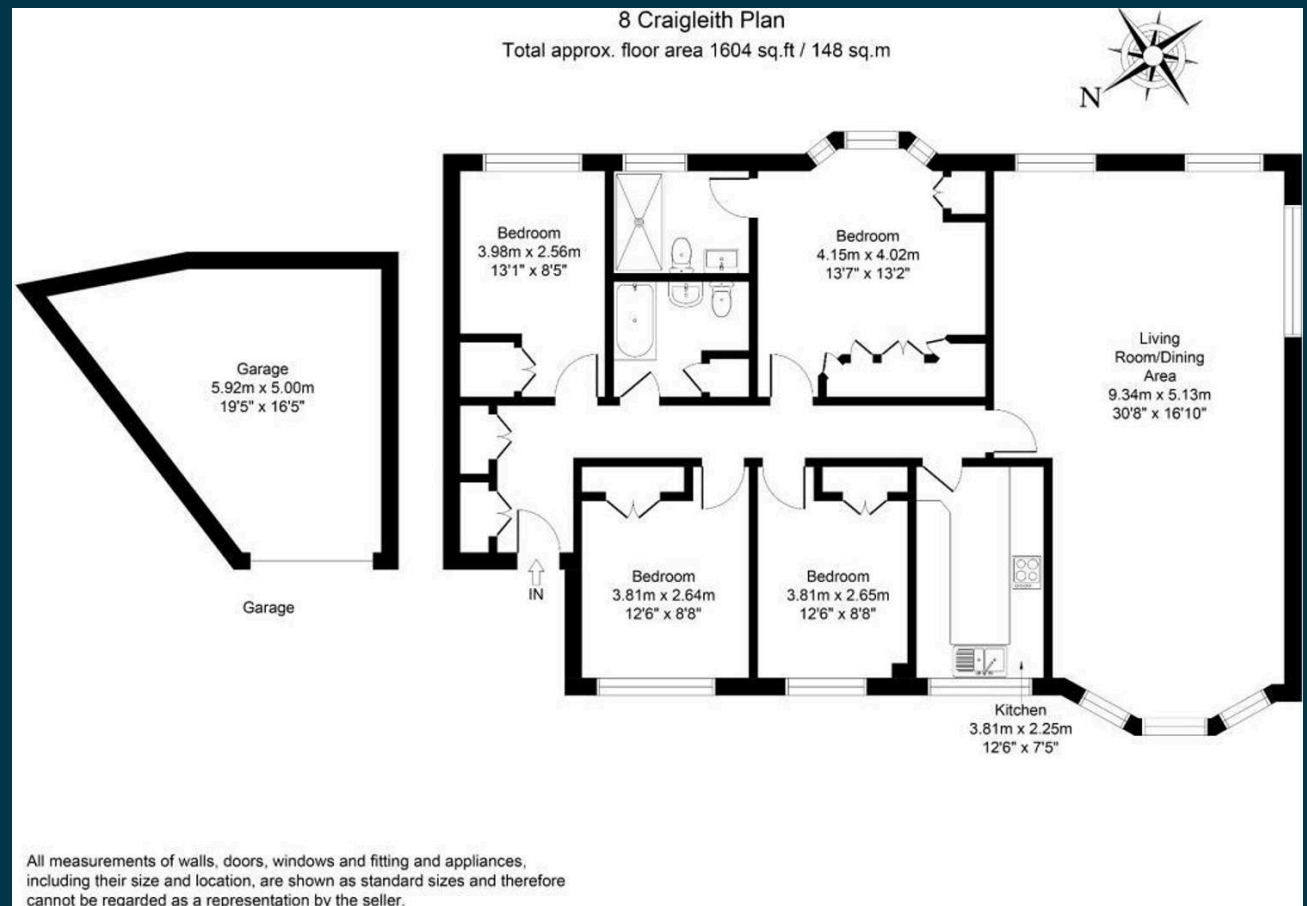 8 Craigleith Plan
Total approx. floor area 1604 sq.ft / 148 sq.m
N
Bedroom
3.98m x 2.56m
13'1" x 8'5"
Bedroom
4.15m x 4.02m
13'7" x 13'2"
Living
Room/Dining
Area
9.34m x 5.13m
30'8" x 16'10"
Garage
5.92m x 5.00m
19'5" x 16'5"
Garage
IN
Bedroom
3.81m x 2.64m
12'6" x 8'8"
Bedroom
3.81m x 2.65m
12'6" x 8'8"
Kitchen
3.81m x 2.25m
12'6" x 7'5"
All measurements of walls, doors, windows and fitting and appliances,
including their size and location, are shown as standard sizes and therefore
cannot be regarded as a representation by the seller.